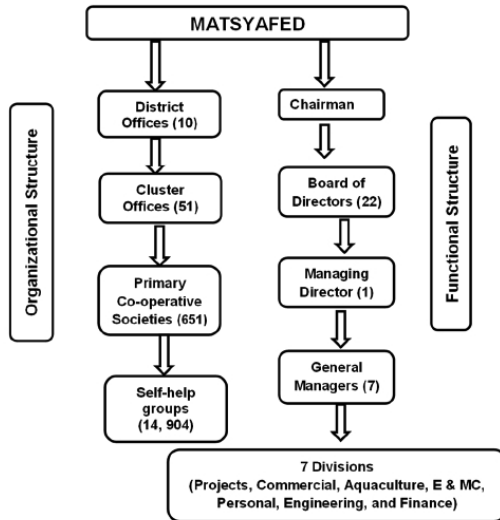 MATSYAFED
Organizational Structure
District
Offices (10)
Cluster
Offices (51)
Primary
Co-operative
Societies (651)
Self-help
groups
(14, 904)
Chairman
Board of
Directors (22)
Managing
Director (1)
General
Managers (7)
7 Divisions
(Projects, Commercial, Aquaculture, E & MC,
Personal, Engineering, and Finance)
Functional Structure